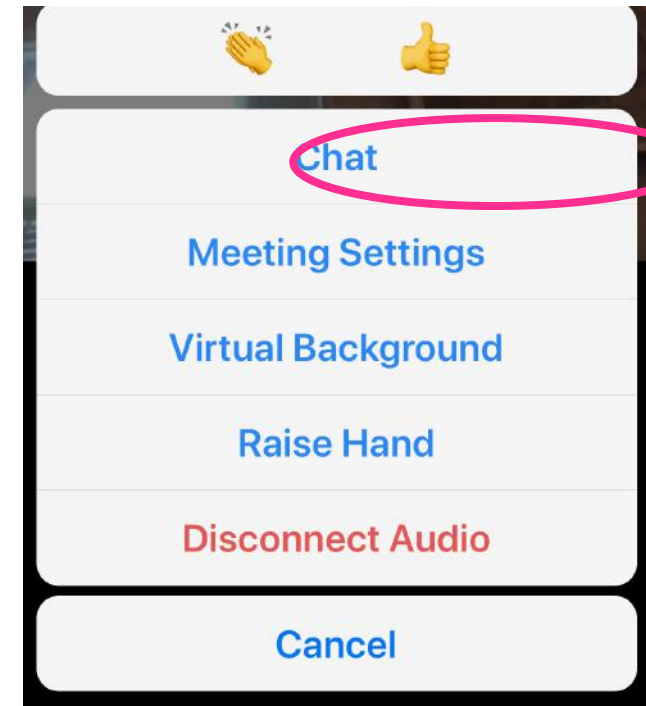 Chat
Meeting Settings
Virtual Background
Raise Hand
Disconnect Audio
Cancel